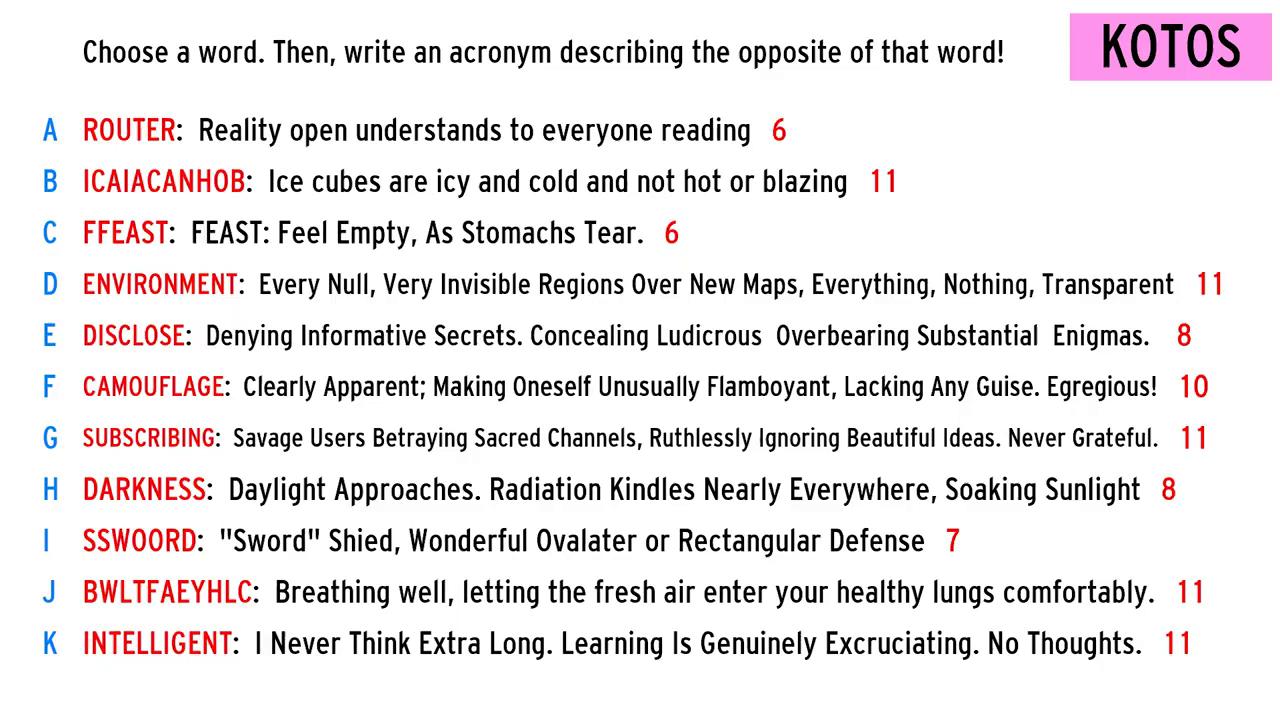 Choose a word. Then, write an acronym describing the opposite of that word!
KOTOS
A ROUTER: Reality open understands to everyone reading 6
B ICAIACANHOB: Ice cubes are icy and cold and not hot or blazing 11
C FFEAST: FEAST: Feel Empty, As Stomachs Tear. 6
D ENVIRONMENT: Every Null, Very Invisible Regions Over New Maps, Everything, Nothing, Transparent 11
E DISCLOSE: Denying Informative Secrets. Concealing Ludicrous Overbearing Substantial Enigmas. 8
F CAMOUFLAGE: Clearly Apparent; Making Oneself Unusually Flamboyant, Lacking Any Guise. Egregious! 10
G SUBSCRIBING: Savage Users Betraying Sacred Channels, Ruthlessly Ignoring Beautiful Ideas. Never Grateful. 11
H DARKNESS: Daylight Approaches. Radiation Kindles Nearly Everywhere, Soaking Sunlight 8
I SSWOORD: "Sword" Shied, Wonderful Ovalater or Rectangular Defense 7
J BWLTFAEYHLC: Breathing well, letting the fresh air enter your healthy lungs comfortably. 11
K INTELLIGENT: I Never Think Extra Long. Learning Is Genuinely Excruciating. No Thoughts. 11